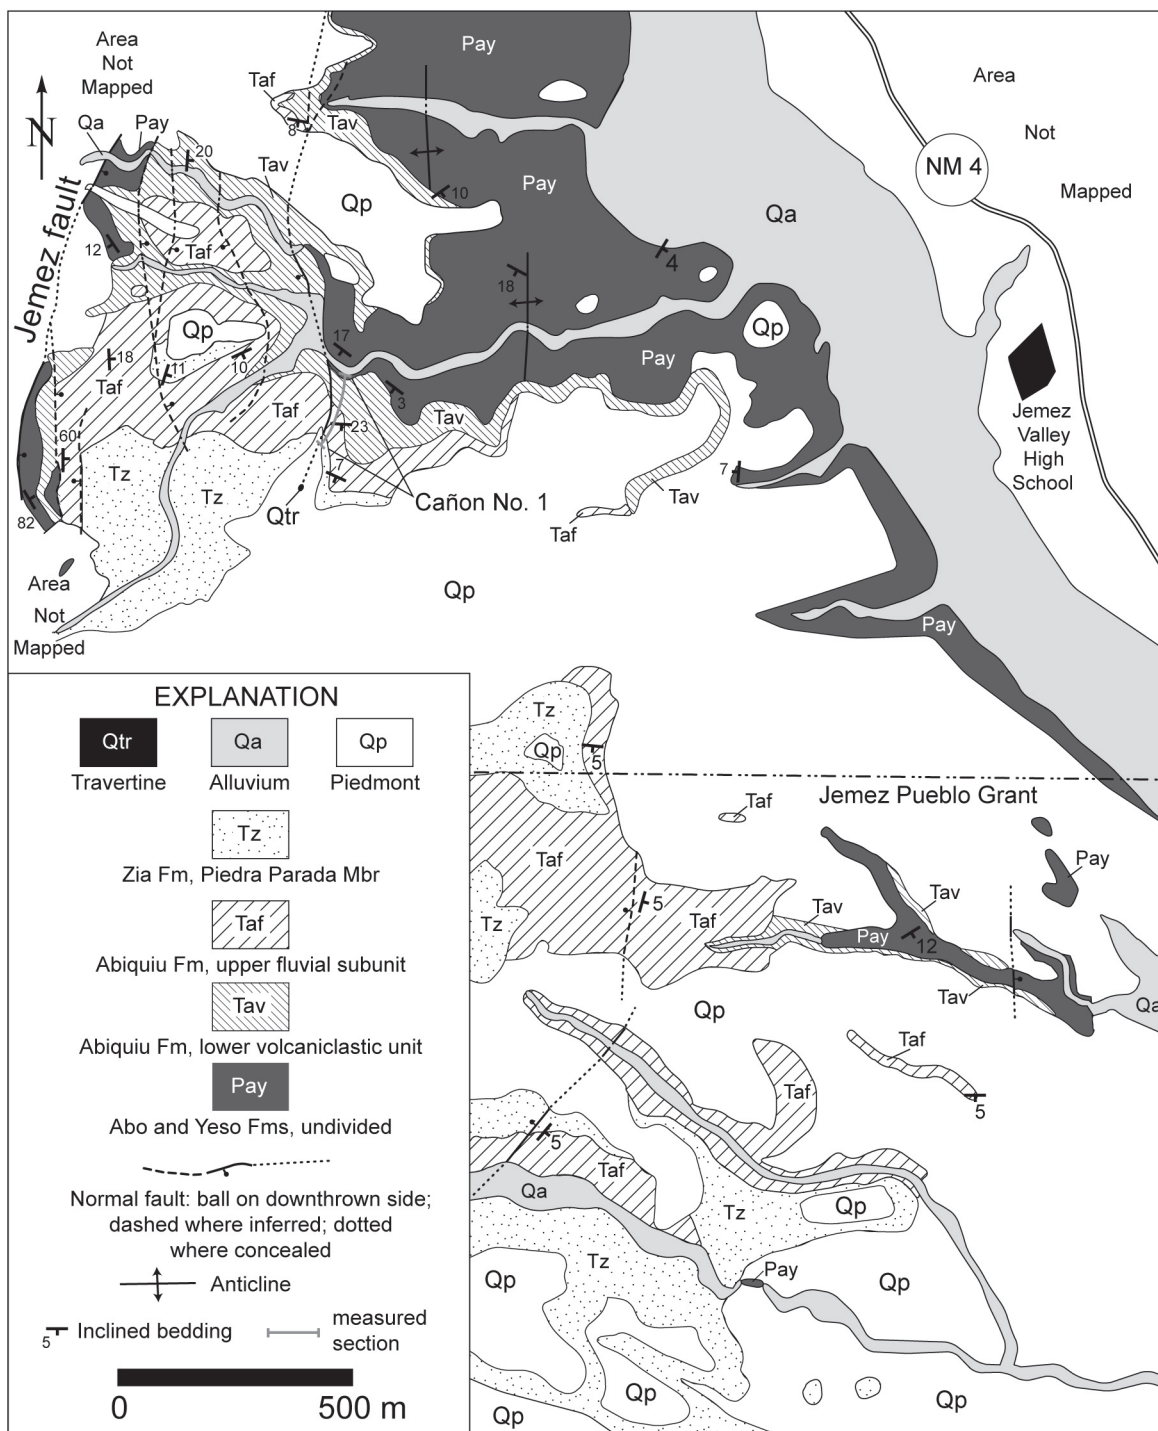 Area
Not
Mapped
Pay
Area
Not
Mapped
NM 4
N
Taf
8
Tav
Qa
Pay
20
Tav
Qp
10
Pay
Qa
Jemez fault
12
Taf
18
4
Qp
17
Qp
Pay
18
Taf
11
10
Taf
3
Tav
23
60
Tz
Tz
7
Cañon No. 1
Qtr
82
7
Tav
Taf
Jemez
Valley
High
School
Area
Not
Mapped
Qp
Pay
EXPLANATION
Qtr
Qa
Qp
Travertine
Alluvium
Piedmont
Tz
Zia Fm, Piedra Parada Mbr
Taf
Abiquiu Fm, upper fluvial subunit
Tav
Abiquiu Fm, lower volcaniclastic unit
Pay
Abo and Yeso Fms, undivided
Normal fault: ball on downthrown side;
dashed where inferred; dotted
where concealed
Anticline
5
Inclined bedding
measured
section
0
500 m
Tz
Qp
5
Jemez Pueblo Grant
Taf
Taf
Pay
Tz
5
Taf
Tav
Tav
Pay
12
Tav
Qa
Qp
Taf
5
Taf
5
Taf
Qa
Tz
Qp
Tz
Pay
Qp
Qp
Qp
Qp
Qp